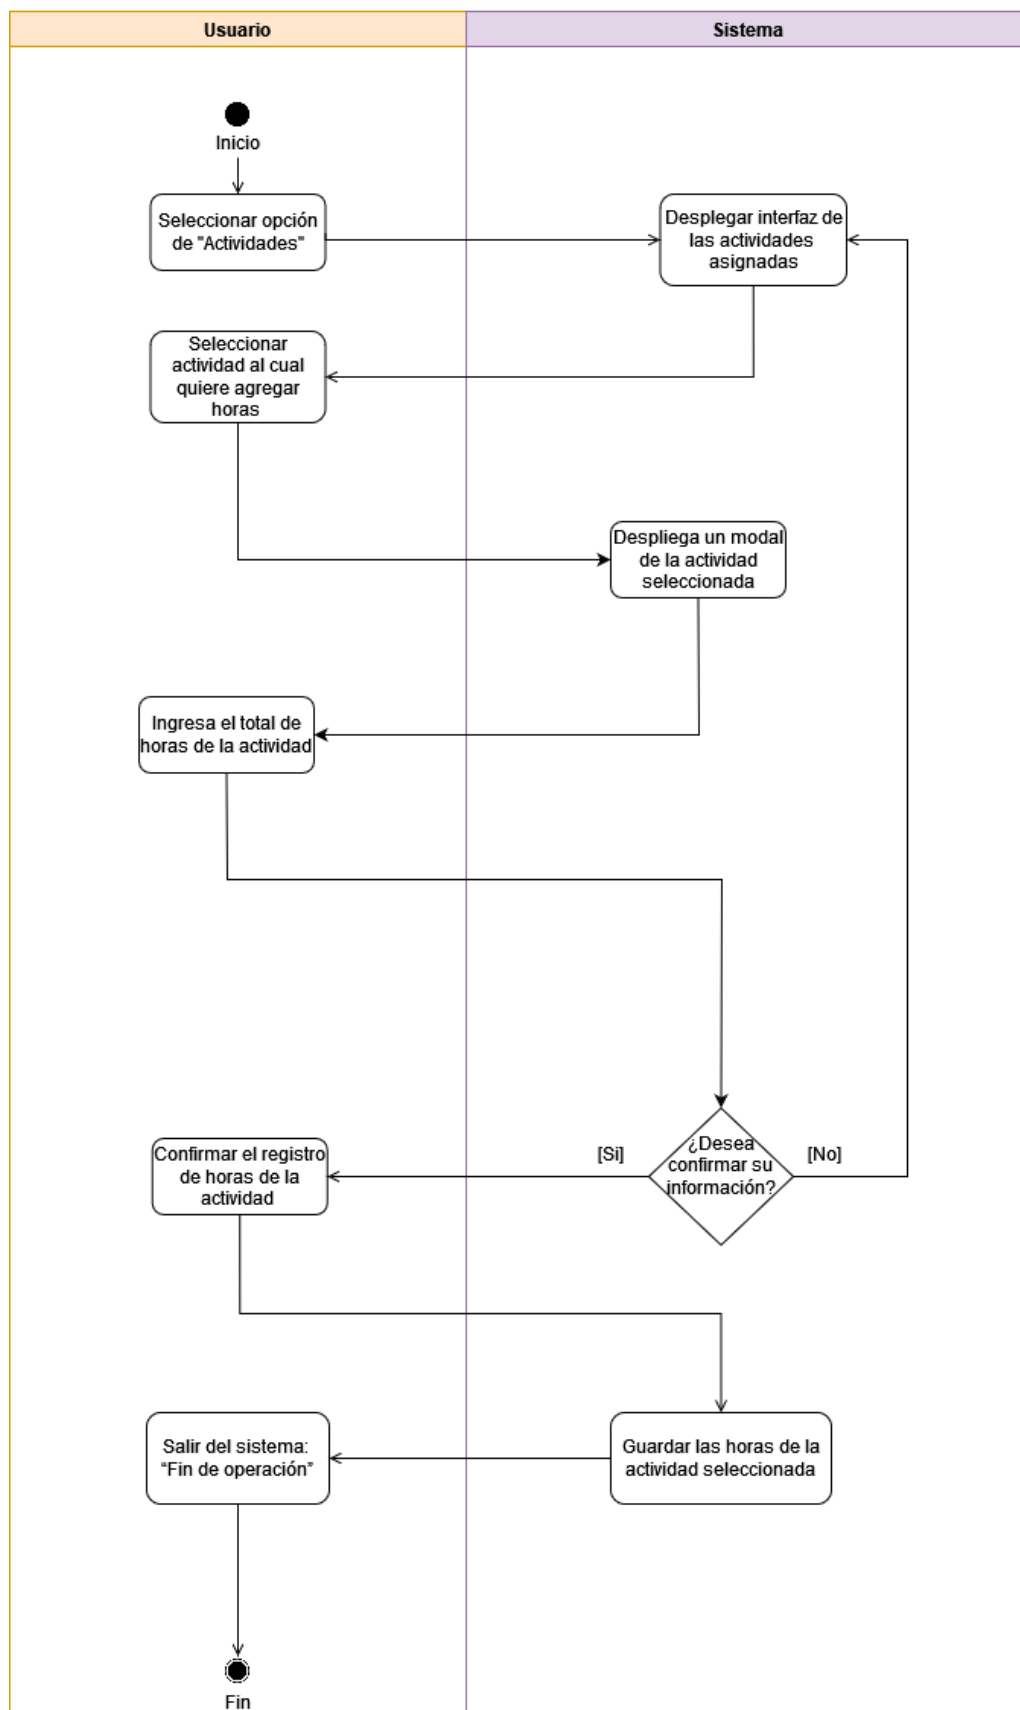 Usuario
Sistema
Inicio
Seleccionar opción
de "Actividades"
Desplegar interfaz de
las actividades
asignadas
Seleccionar
actividad al cual
quiere agregar
horas
Despliega un modal
de la actividad
seleccionada
Ingresa el total de
horas de la actividad
¿Desea
confirmar su
información?
[Si]
[No]
Confirmar el registro
de horas de la
actividad
Guardar las horas de la
actividad seleccionada
Salir del sistema:
“Fin de operación”
Fin